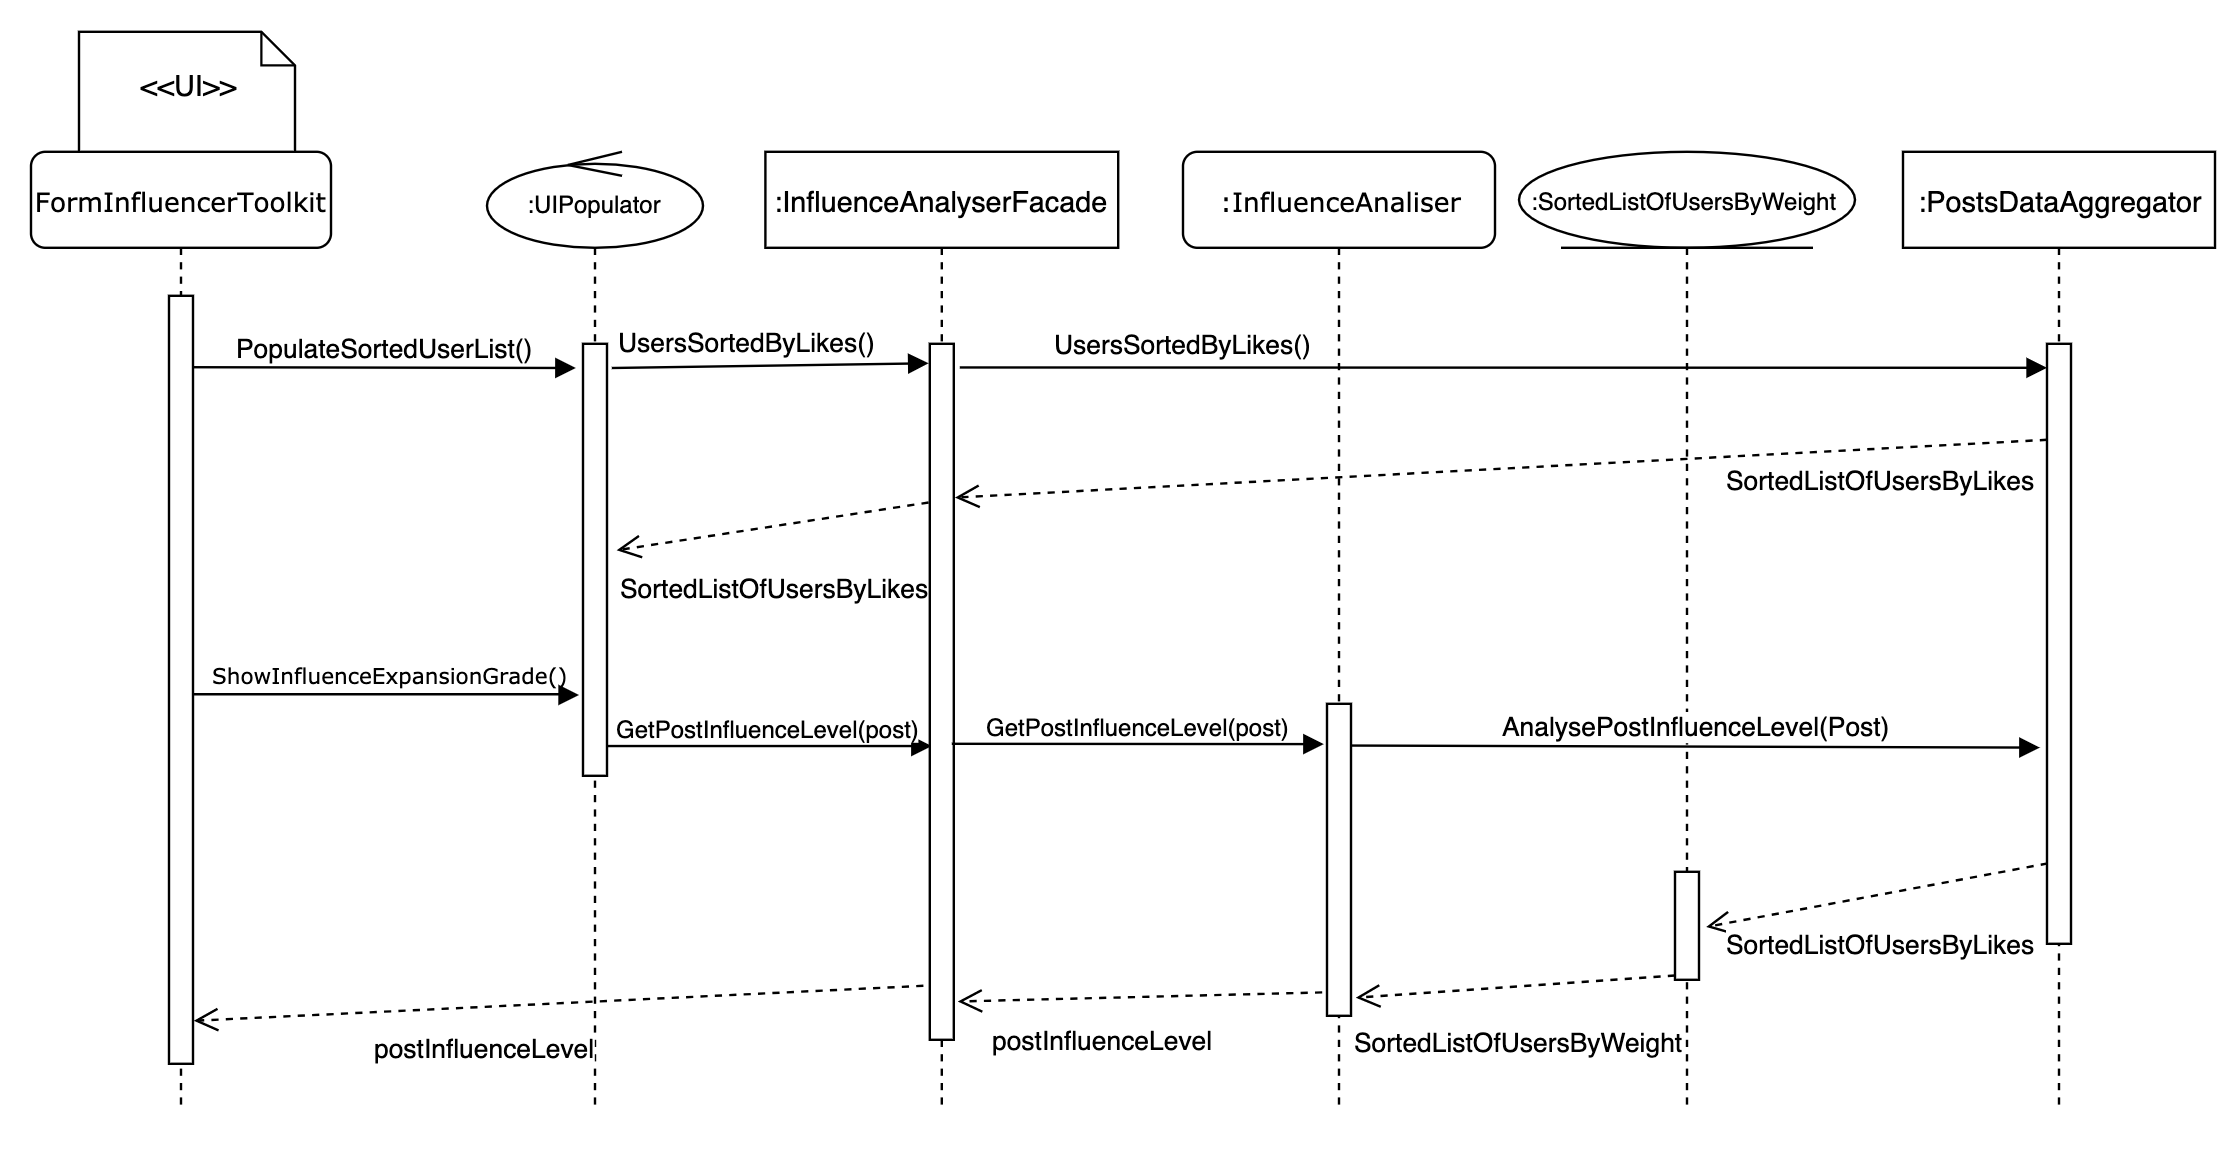 <<UI>>
FormInfluencerToolkit
:UIPopulator
:InfluenceAnalyserFacade
:InfluenceAnaliser
:SortedListOfUsersByWeight
:PostsDataAggregator
PopulateSortedUserList()
UsersSortedByLikes()
UsersSortedByLikes()
SortedListOfUsersByLikes
SortedListOfUsersByLikes
ShowInfluenceExpansionGrade()
GetPostInfluenceLevel(post)
GetPostInfluenceLevel(post)
AnalysePostInfluenceLevel(Post)
SortedListOfUsersByLikes
postInfluenceLevel
postInfluenceLevel
SortedListOfUsersByWeight